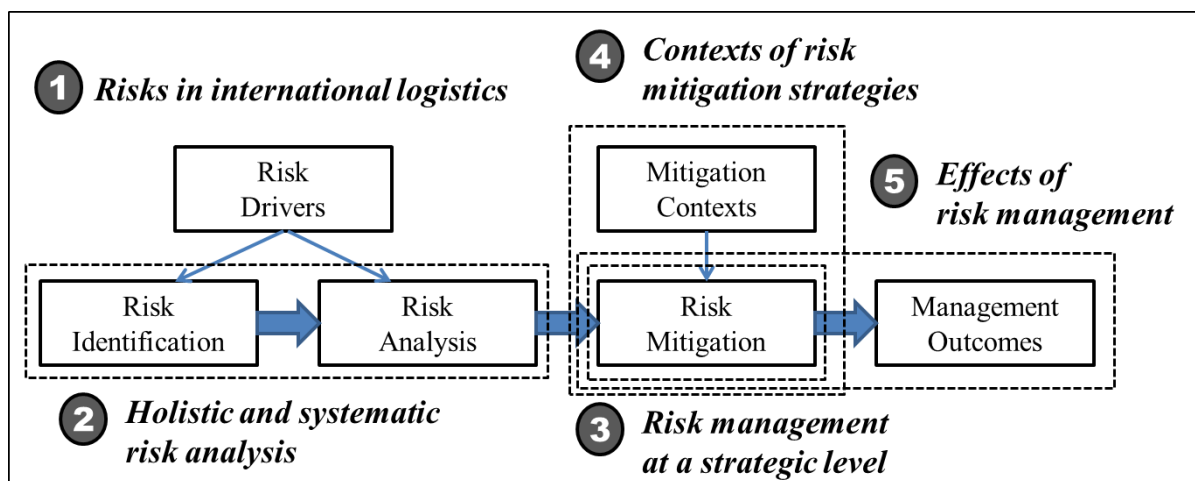 1 Risks in international logistics
4 Contexts of risk
mitigation strategies
Risk
Drivers
Mitigation
Contexts
5 Effects of
risk management
Risk
Identification
Risk
Analysis
Risk
Mitigation
Management
Outcomes
2 Holistic and systematic
risk analysis
3 Risk management
at a strategic level